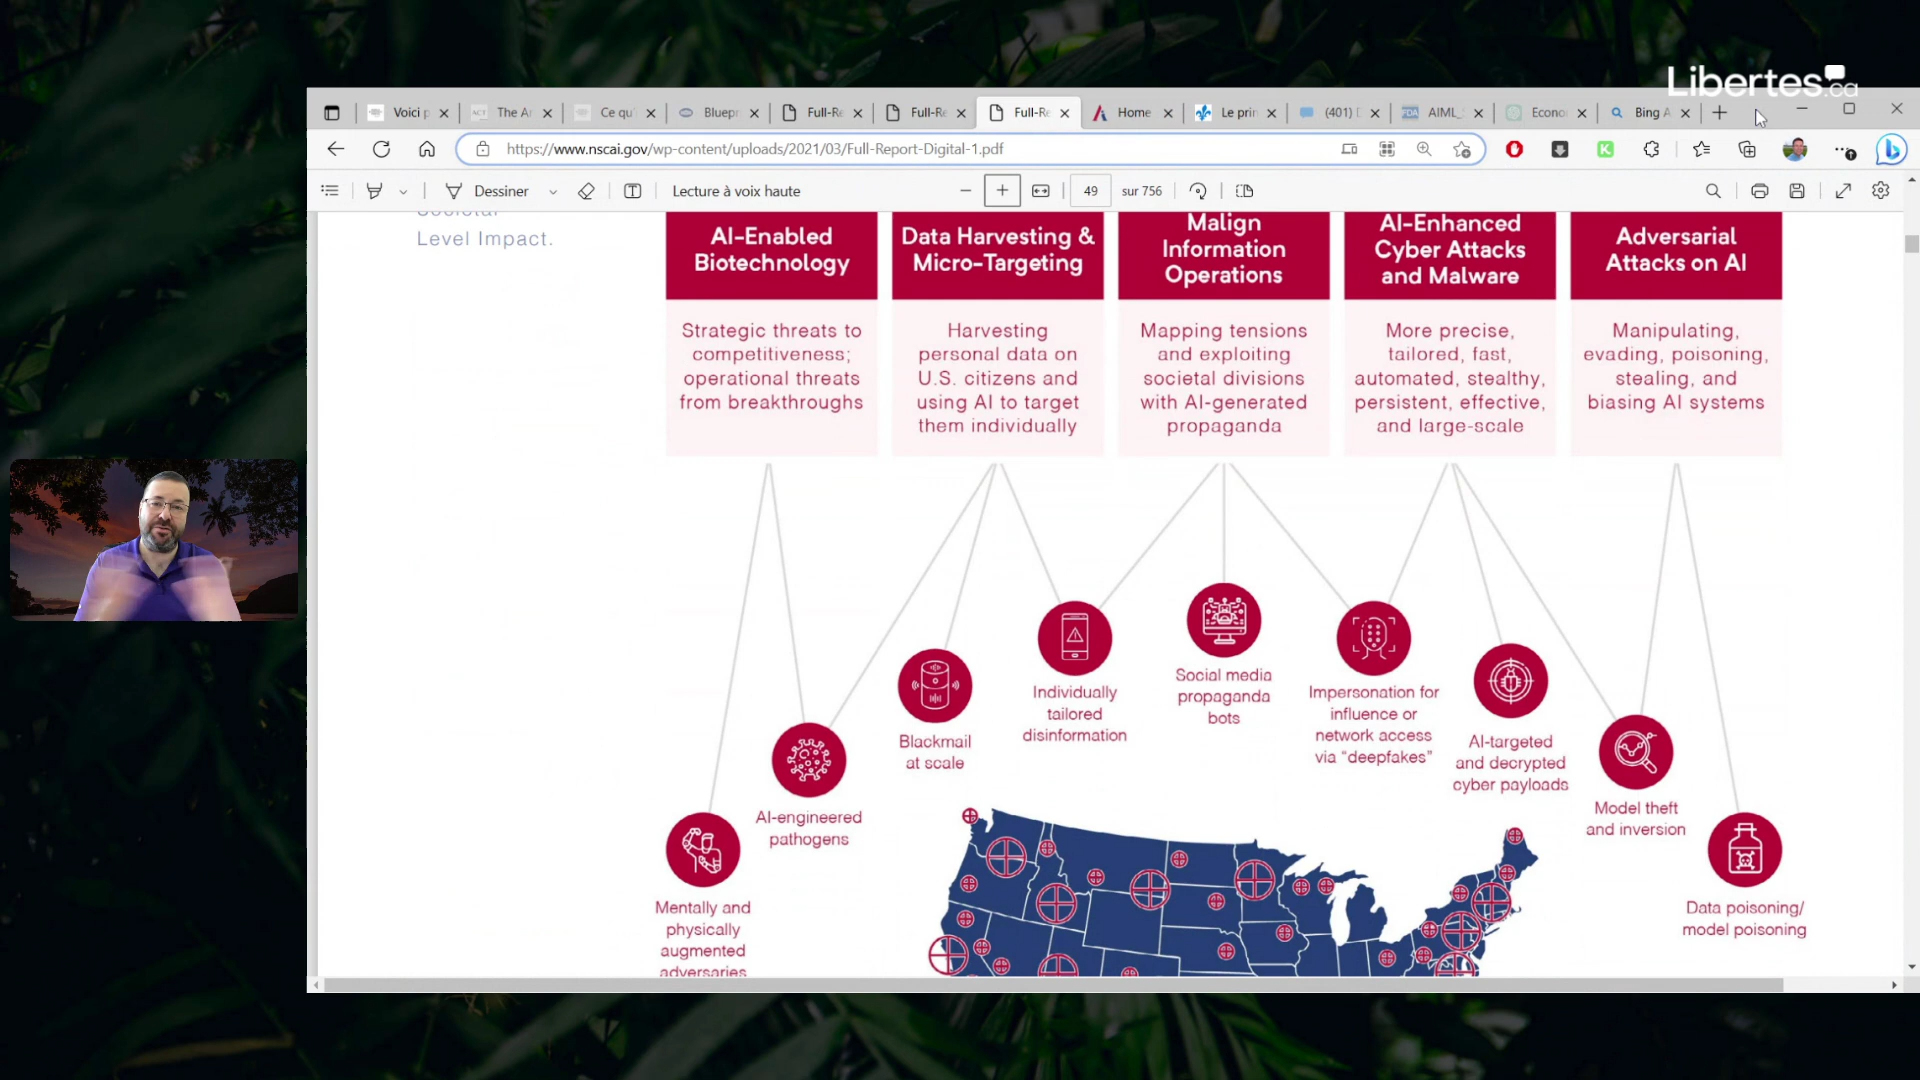 Libertes.ca
Voici p
The A
Ce qu'
Bluepr
Full-Re
Full-Re
Full-Re
Home
Le prin
(401)
AIML_
Econo
Bing A
https://www.nscai.gov/wp-content/uploads/2021/03/Full-Report-Digital-1.pdf
Dessiner
Lecture à voix haute
49 sur 756
Societal
Level Impact.
AI-Enabled
Biotechnology
Strategic threats to
competitiveness;
operational threats
from breakthroughs
Data Harvesting &
Micro-Targeting
Harvesting
personal data on
U.S. citizens and
using AI to target
them individually
Malign
Information
Operations
Mapping tensions
and exploiting
societal divisions
with AI-generated
propaganda
AI-Enhanced
Cyber Attacks
and Malware
More precise,
tailored, fast,
automated, stealthy,
persistent, effective,
and large-scale
Adversarial
Attacks on AI
Manipulating,
evading, poisoning,
stealing, and
biasing AI systems
Mentally and
physically
augmented
adversaries
AI-engineered
pathogens
Blackmail
at scale
Individually
tailored
disinformation
Social media
propaganda
bots
Impersonation for
influence or
network access
via “deepfakes”
AI-targeted
and decrypted
cyber payloads
Model theft
and inversion
Data poisoning/
model poisoning